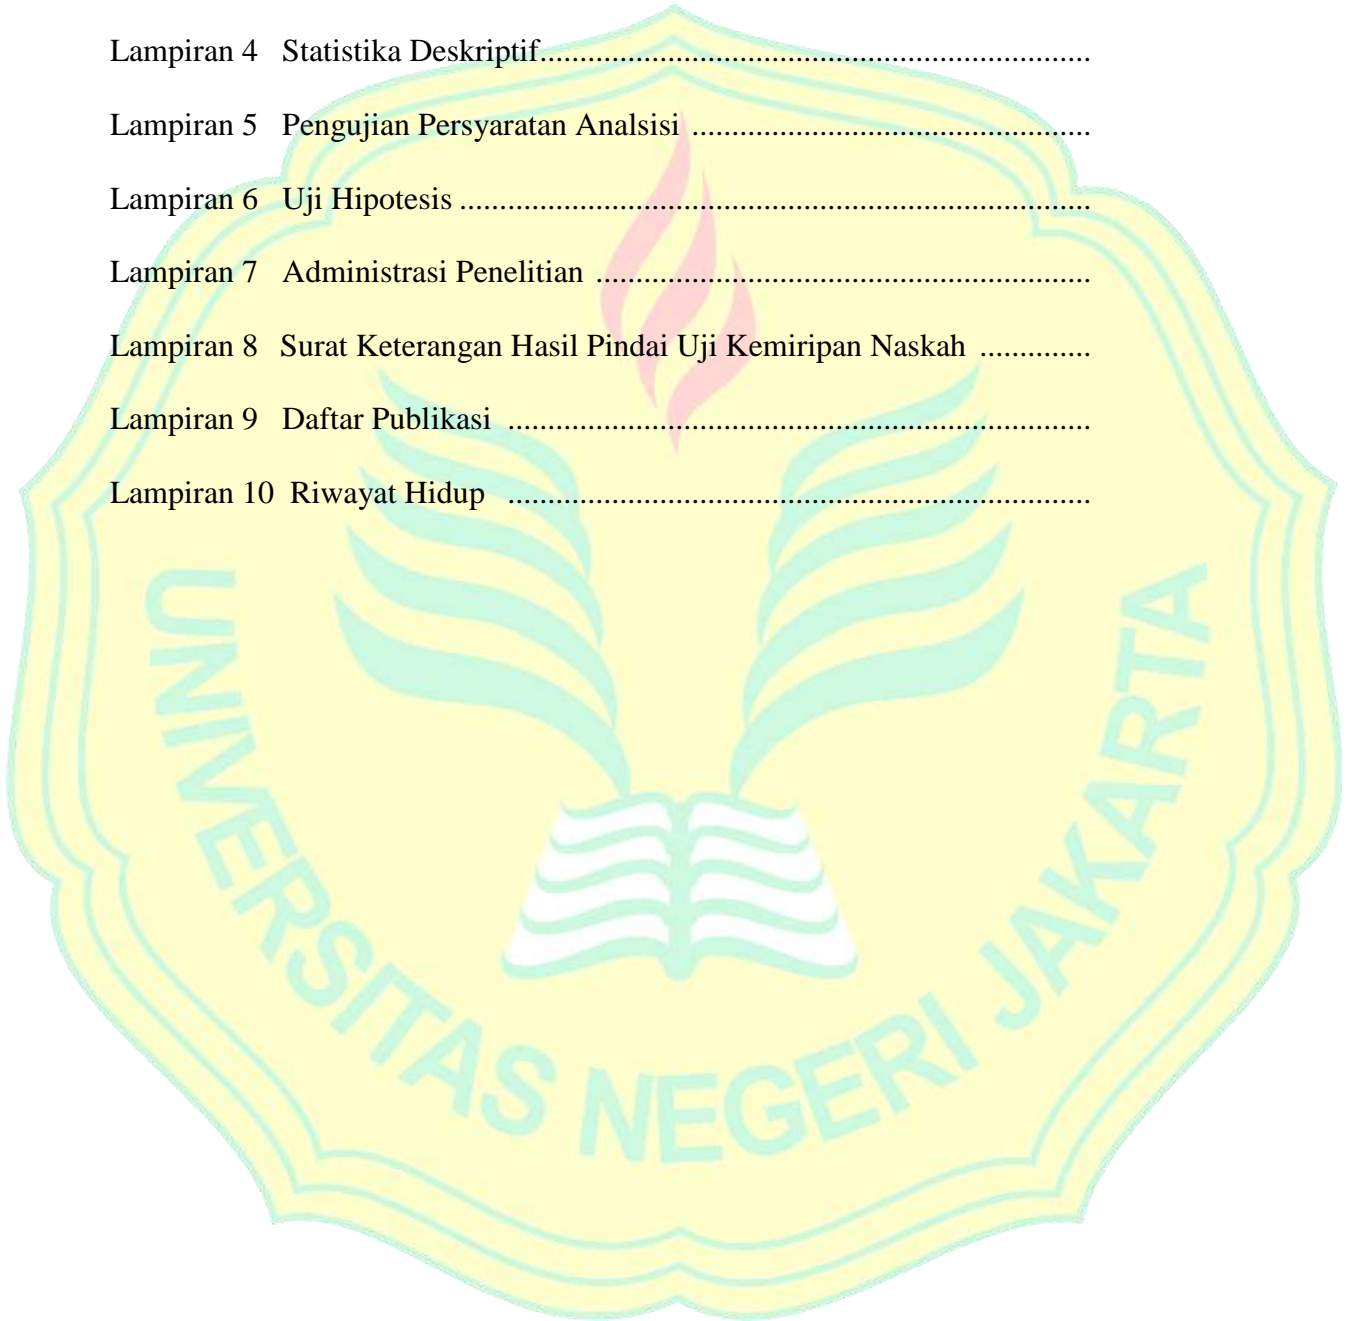 Lampiran 4 Statistika Deskriptif.....................................................................
Lampiran 5 Pengujian Persyaratan Analsisi ..................................................
Lampiran 6 Uji Hipotesis ...............................................................................
Lampiran 7 Administrasi Penelitian ..............................................................
Lampiran 8 Surat Keterangan Hasil Pindai Uji Kemiripan Naskah ..............
Lampiran 9 Daftar Publikasi .........................................................................
Lampiran 10 Riwayat Hidup .........................................................................
UNIVERSITAS NEGERI JAKARTA